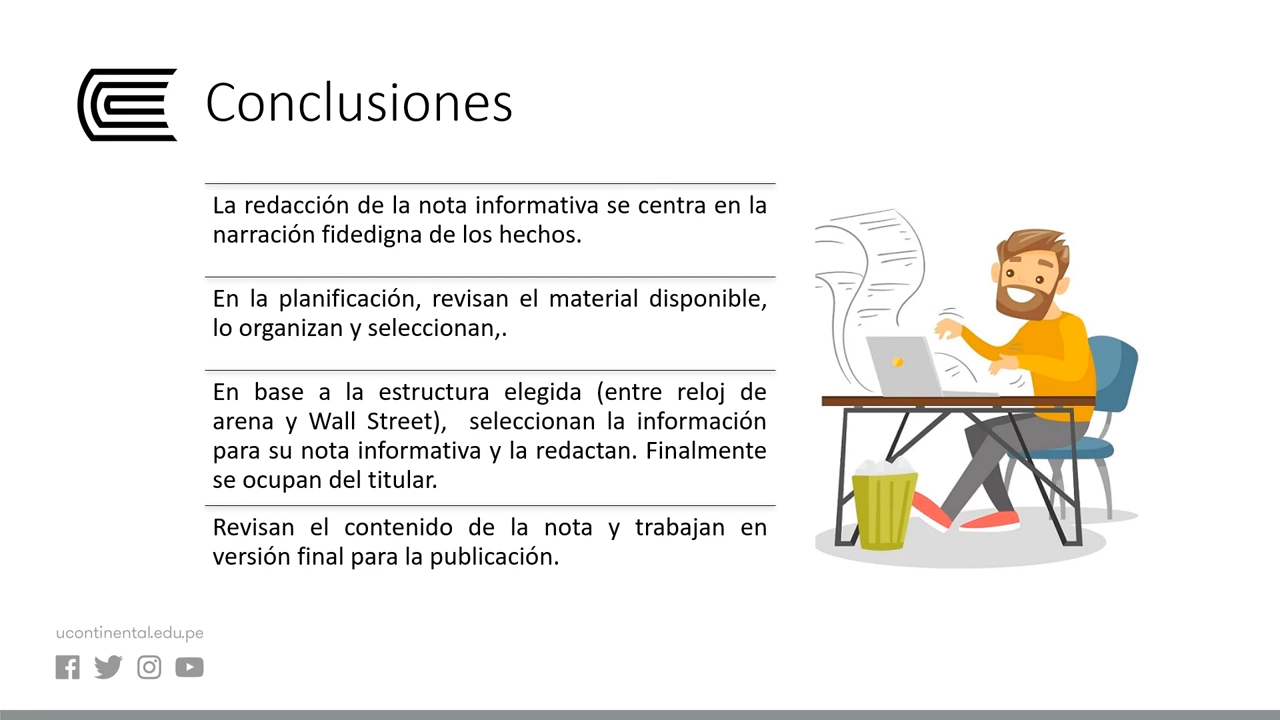 Conclusiones
La redacción de la nota informativa se centra en la
narración fidedigna de los hechos.
En la planificación, revisan el material disponible,
lo organizan y seleccionan,.
En base a la estructura elegida (entre reloj de
arena y Wall Street),  seleccionan la información
para su nota informativa y la redactan. Finalmente
se ocupan del titular.
Revisan el contenido de la nota y trabajan en
versión final para la publicación.
ucontinental.edu.pe